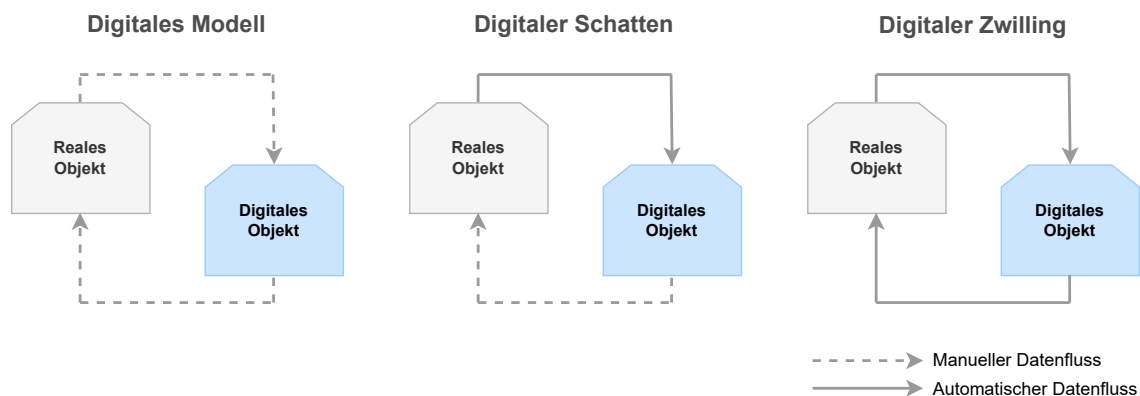 Digitales Modell
Digitaler Schatten
Digitaler Zwilling
Reales
Objekt
Digitales
Objekt
Reales
Objekt
Digitales
Objekt
Reales
Objekt
Digitales
Objekt
Manueller Datenfluss
Automatischer Datenfluss